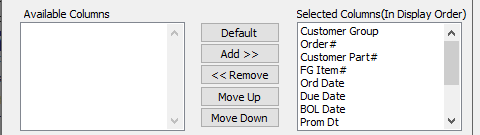 Available Columns
Default
Add >>
<< Remove
Move Up
Move Down
Selected Columns(In Display Order)
Customer Group
Order#
Customer Part#
FG Item#
Ord Date
Due Date
BOL Date
Prom Dt